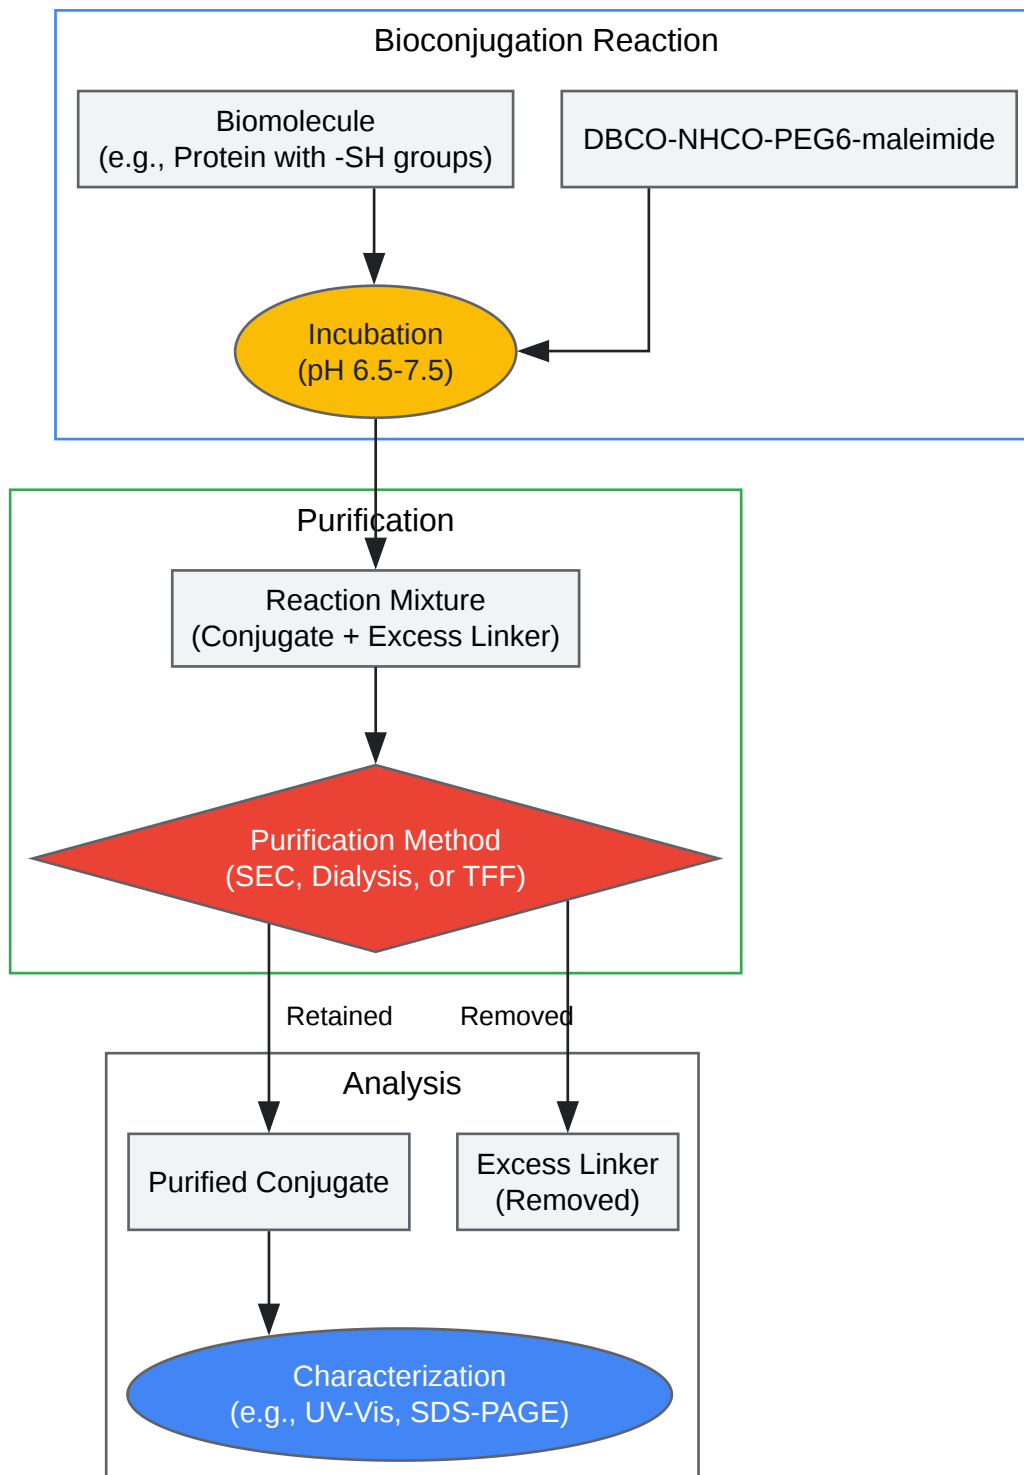 Bioconjugation Reaction
Biomolecule
(e.g., Protein with -SH groups)
DBCO-NHCO-PEG6-maleimide
Incubation
(pH 6.5-7.5)
Purification
Reaction Mixture
(Conjugate + Excess Linker)
Purification Method
(SEC, Dialysis, or TFF)
Retained
Removed
Analysis
Purified Conjugate
Excess Linker
(Removed)
Characterization
(e.g., UV-Vis, SDS-PAGE)